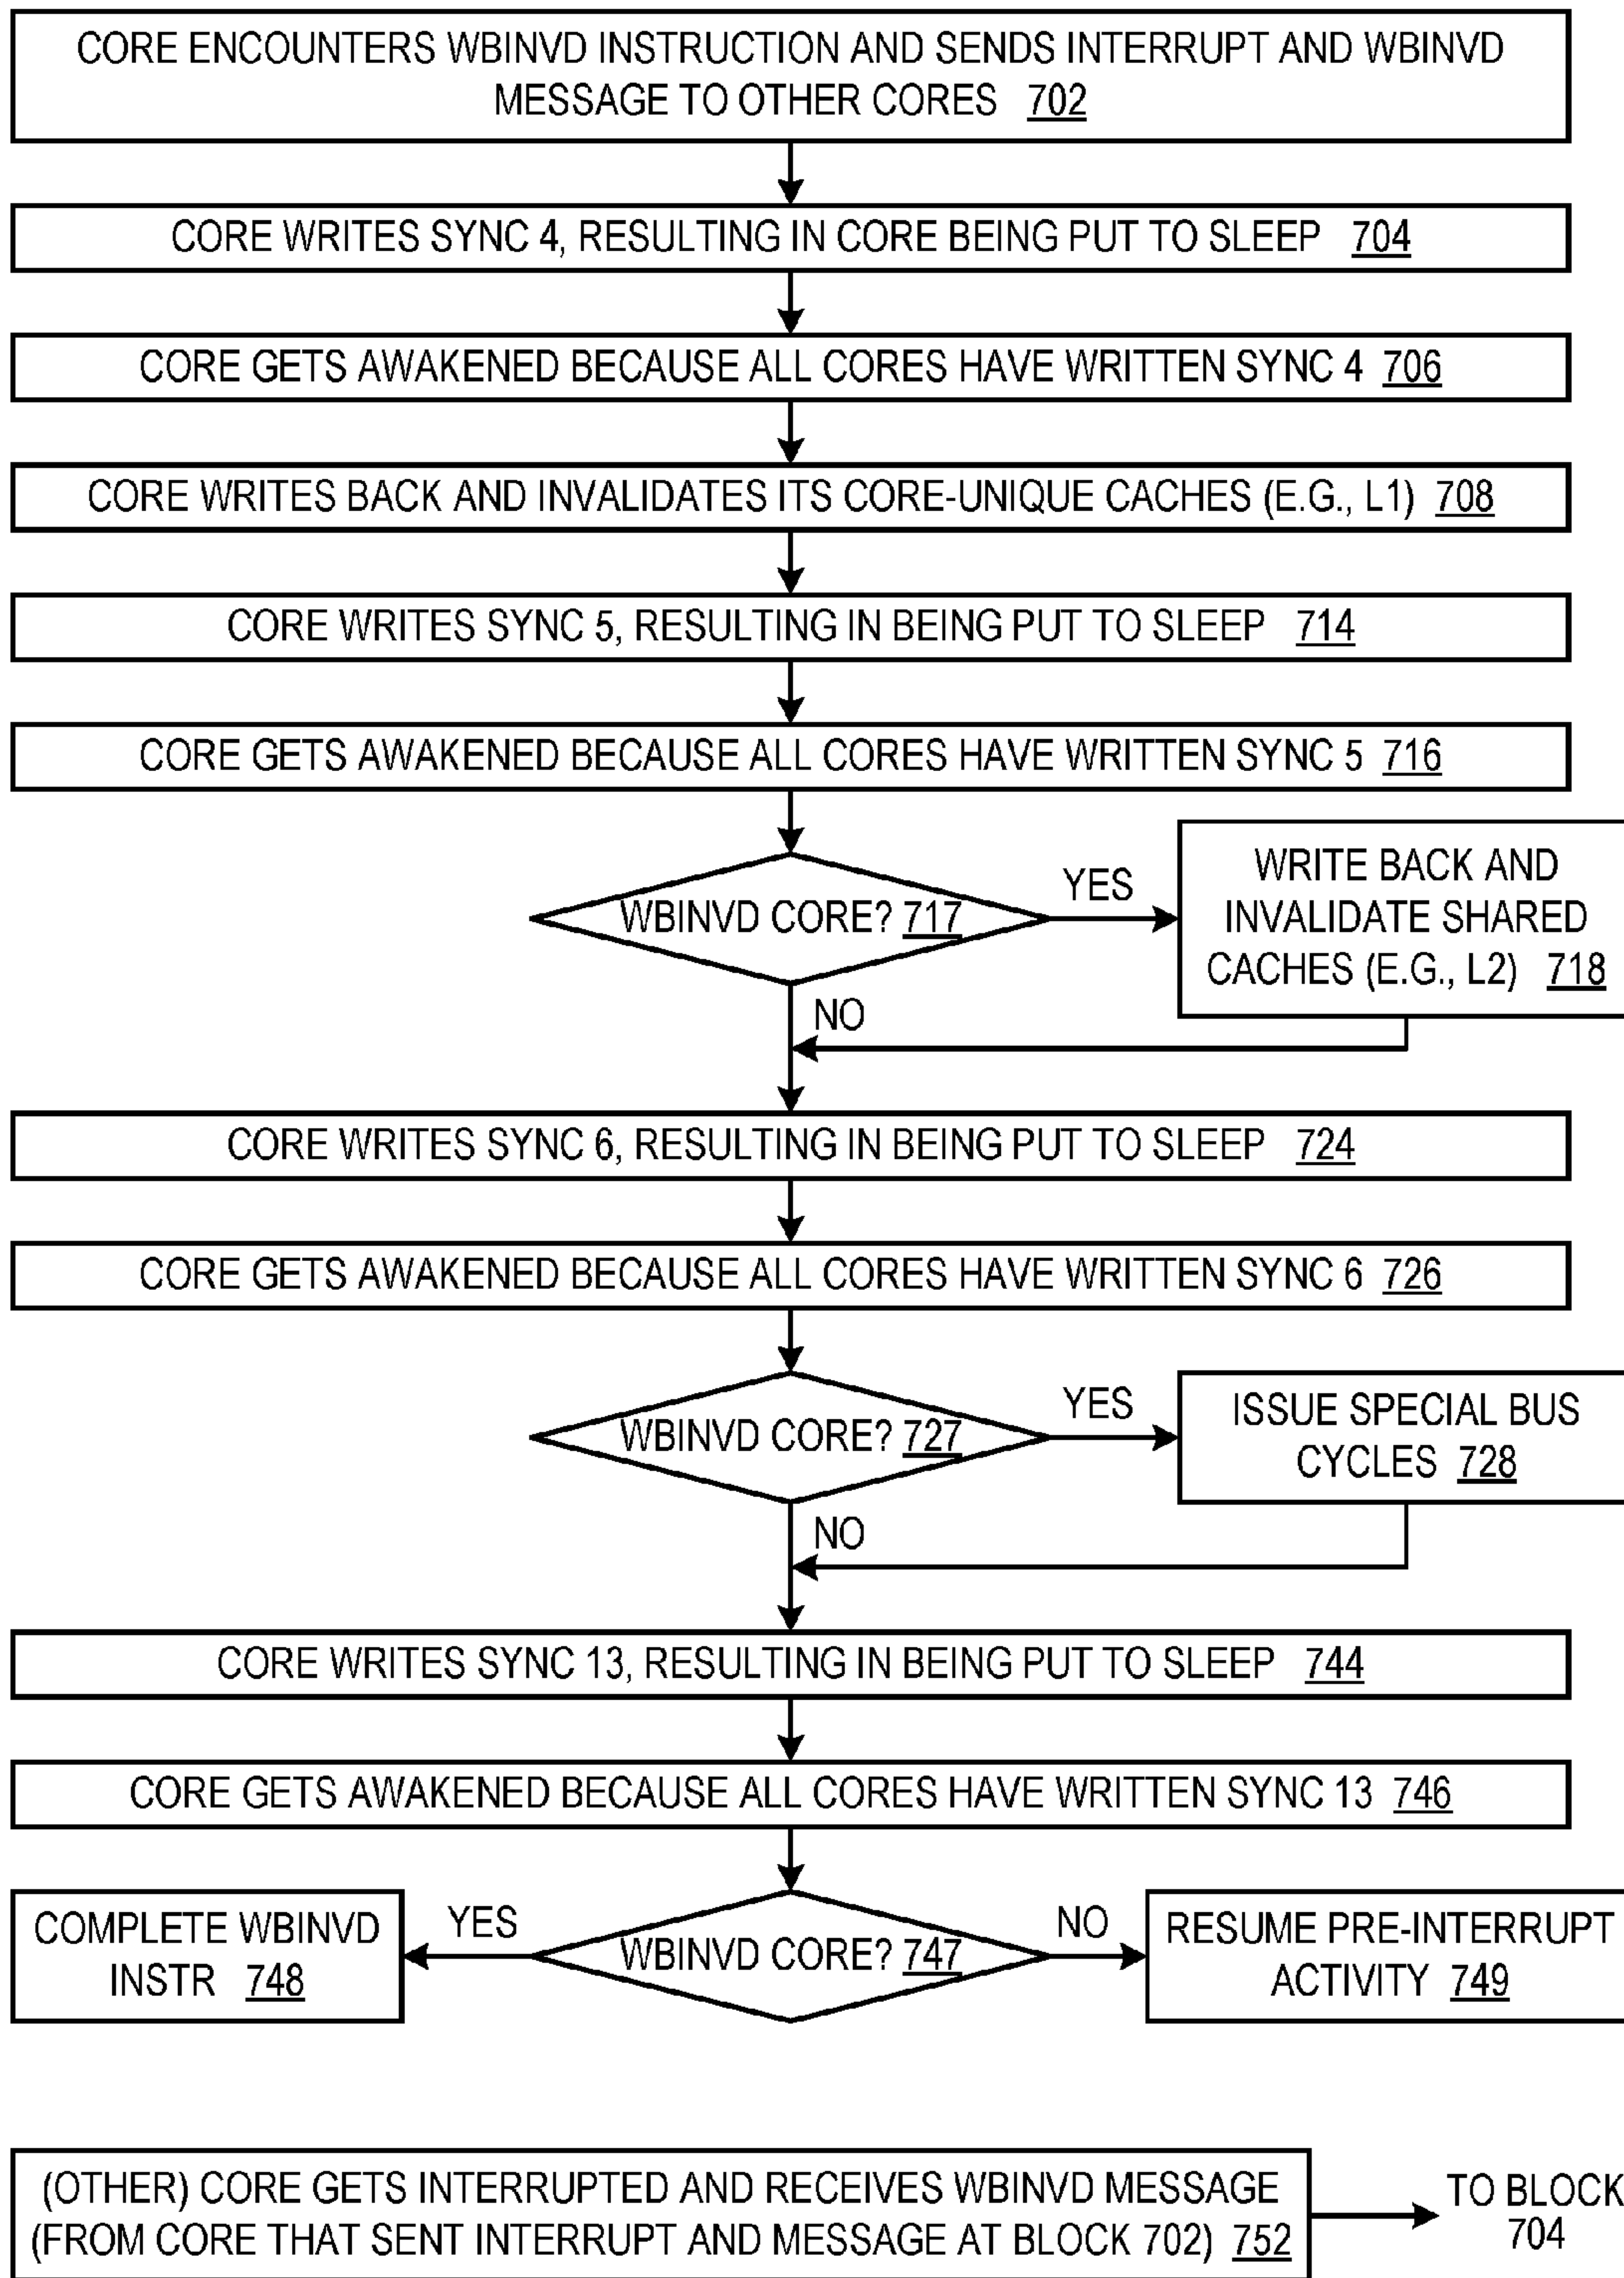 CORE ENCOUNTERS WBINVD INSTRUCTION AND SENDS INTERRUPT AND WBINVD
MESSAGE TO OTHER CORES 702
CORE WRITES SYNC 4, RESULTING IN CORE BEING PUT TO SLEEP 704
CORE GETS AWAKENED BECAUSE ALL CORES HAVE WRITTEN SYNC 4 706
CORE WRITES BACK AND INVALIDATES ITS CORE-UNIQUE CACHES (E.G., L1) 708
CORE WRITES SYNC 5, RESULTING IN BEING PUT TO SLEEP 714
CORE GETS AWAKENED BECAUSE ALL CORES HAVE WRITTEN SYNC 5 716
WBINVD CORE? 717
YES
WRITE BACK AND
INVALIDATE SHARED
CACHES (E.G., L2) 718
NO
CORE WRITES SYNC 6, RESULTING IN BEING PUT TO SLEEP 724
CORE GETS AWAKENED BECAUSE ALL CORES HAVE WRITTEN SYNC 6 726
WBINVD CORE? 727
YES
ISSUE SPECIAL BUS
CYCLES 728
NO
CORE WRITES SYNC 13, RESULTING IN BEING PUT TO SLEEP 744
CORE GETS AWAKENED BECAUSE ALL CORES HAVE WRITTEN SYNC 13 746
COMPLETE WBINVD
INSTR 748
YES
WBINVD CORE? 747
NO
RESUME PRE-INTERRUPT
ACTIVITY 749
(OTHER) CORE GETS INTERRUPTED AND RECEIVES WBINVD MESSAGE
(FROM CORE THAT SENT INTERRUPT AND MESSAGE AT BLOCK 702) 752
TO BLOCK
704